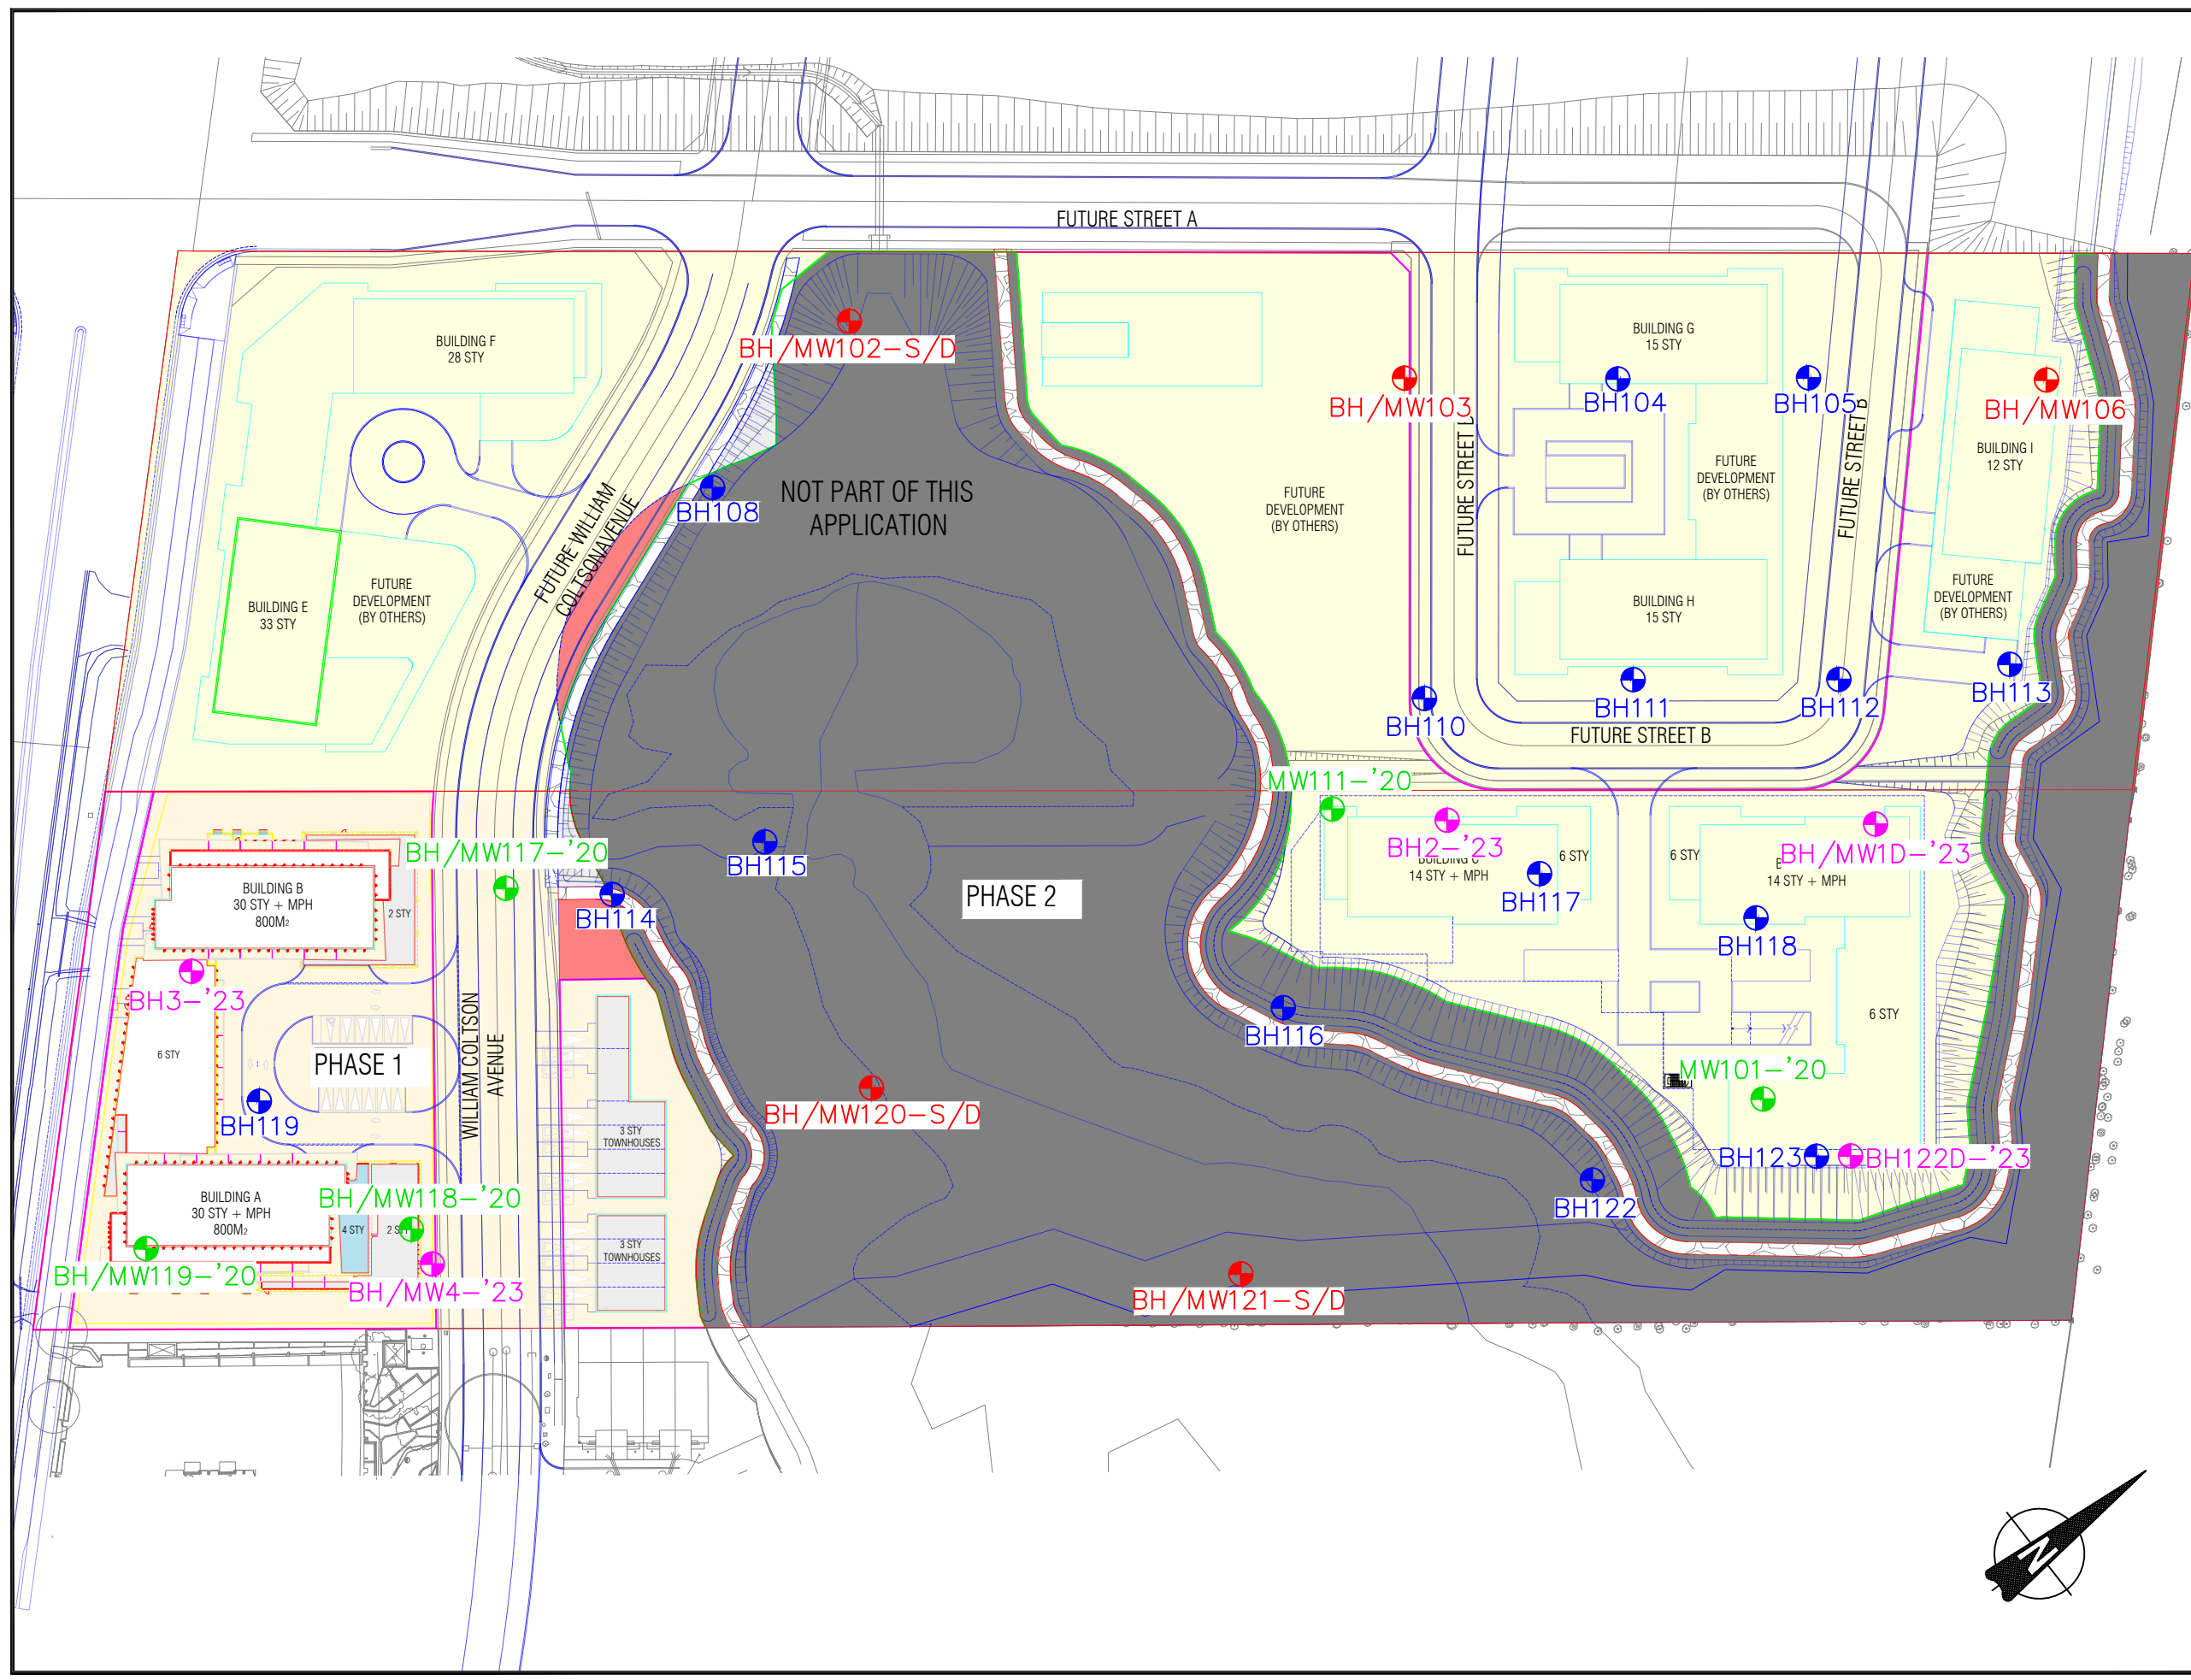 FUTURE STREET A
BUILDING F
28 STY
BH/MW102-S/D
BH/MW103
BUILDING G
15 STY
BH104
BH105
BH/MW106
BUILDING I
12 STY
NOT PART OF THIS
APPLICATION
BH108
FUTURE WILLIAM
COLTSONAVENUE
FUTURE
DEVELOPMENT
(BY OTHERS)
FUTURE STREET B
FUTURE
DEVELOPMENT
(BY OTHERS)
FUTURE STREET B
BUILDING E
33 STY
FUTURE
DEVELOPMENT
(BY OTHERS)
BUILDING H
15 STY
FUTURE
DEVELOPMENT
(BY OTHERS)
BH110
BH111
BH112
BH113
FUTURE STREET B
MW111-'20
BH/MW117-'20
BH115
BH2-'23
BUILDING C
14 STY + MPH
6 STY
6 STY
BH/MW1D-'23
14 STY + MPH
BUILDING B
30 STY + MPH
800M2
2 STY
BH114
PHASE 2
BH117
BH118
BH3-'23
6 STY
PHASE 1
WILLIAM COLTSON
AVENUE
BH116
6 STY
MW101-'20
BH119
BH/MW120-S/D
3 STY
TOWNHOUSES
BH123
BH122D-'23
BUILDING A
30 STY + MPH
800M2
BH/MW118-'20
4 STY
2 STY
BH122
3 STY
TOWNHOUSES
BH/MW119-'20
BH/MW4-'23
BH/MW121-S/D
N